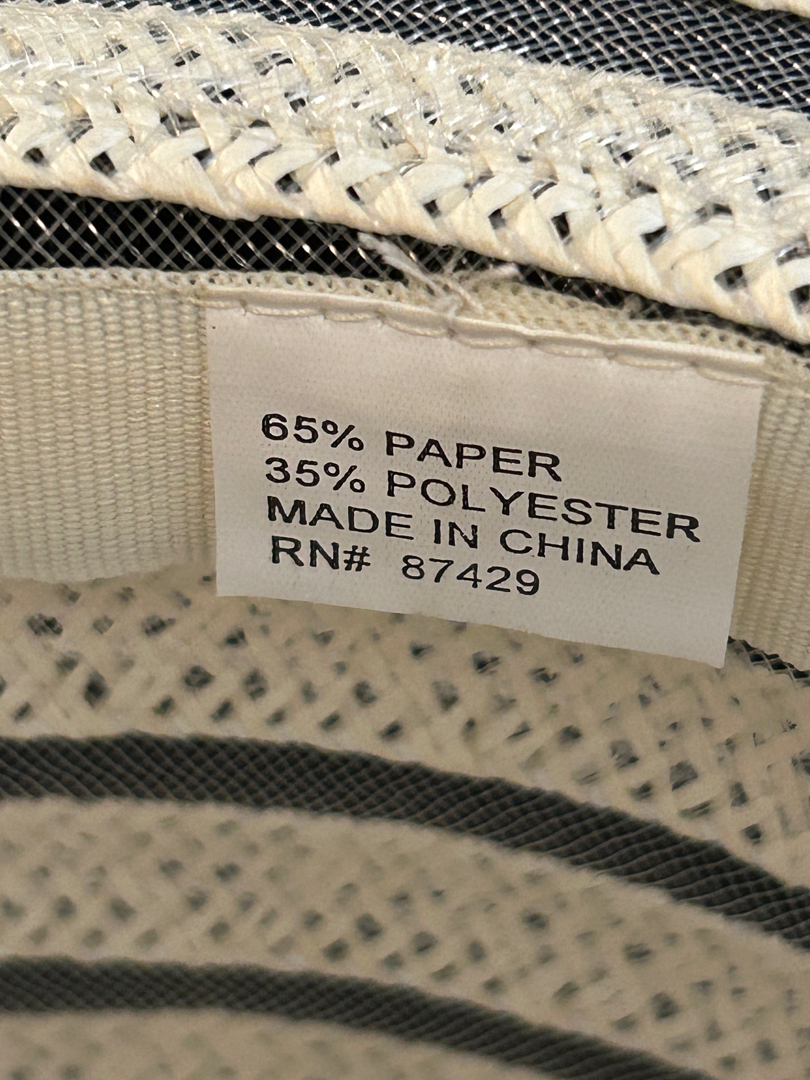 65% PAPER
35% POLYESTER
MADE IN CHINA
RN# 87429